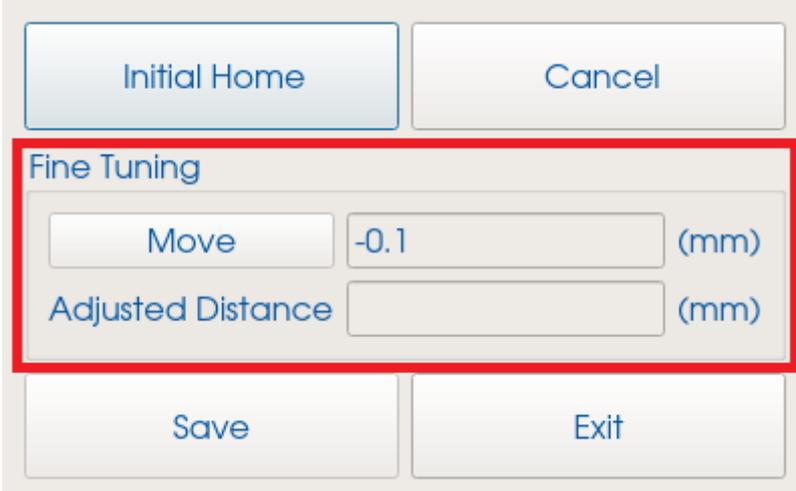 Initial Home Cancel
Fine Tuning
Move -0.1 (mm)
Adjusted Distance (mm)
Save Exit